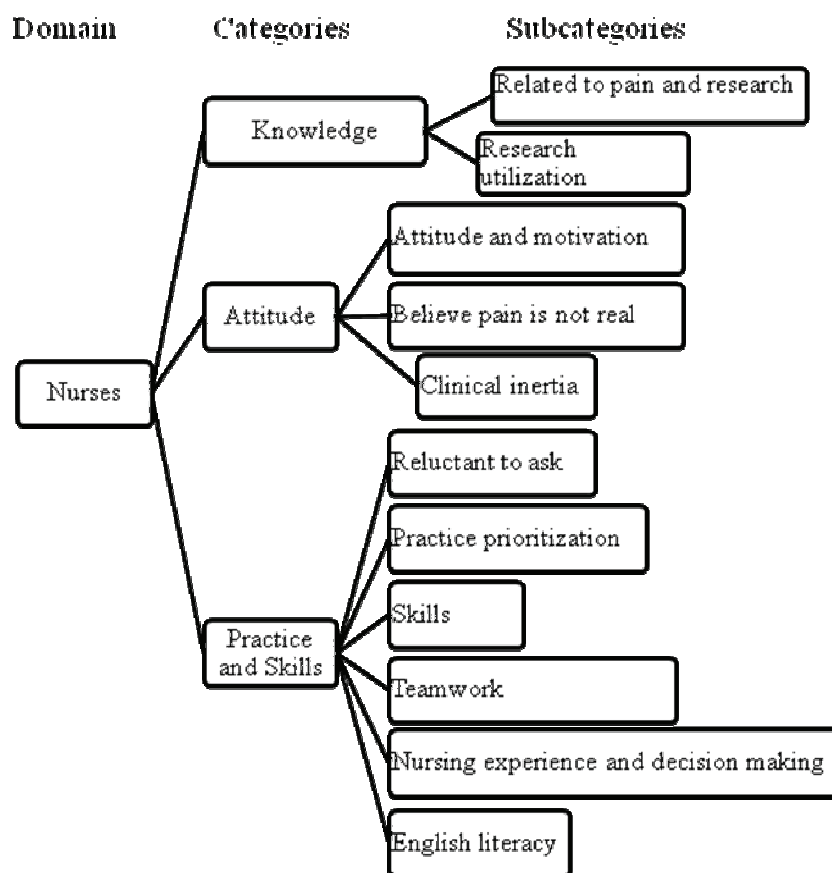 Domain Categories Subcategories
Related to pain and research
Knowledge
Research
utilization
Attitude and motivation
Attitude
Believe pain is not real
Clinical inertia
Nurses
Reluctant to ask
Practice prioritization
Skills
Practice
and Skills
Teamwork
Nursing experience and decision making
English literacy